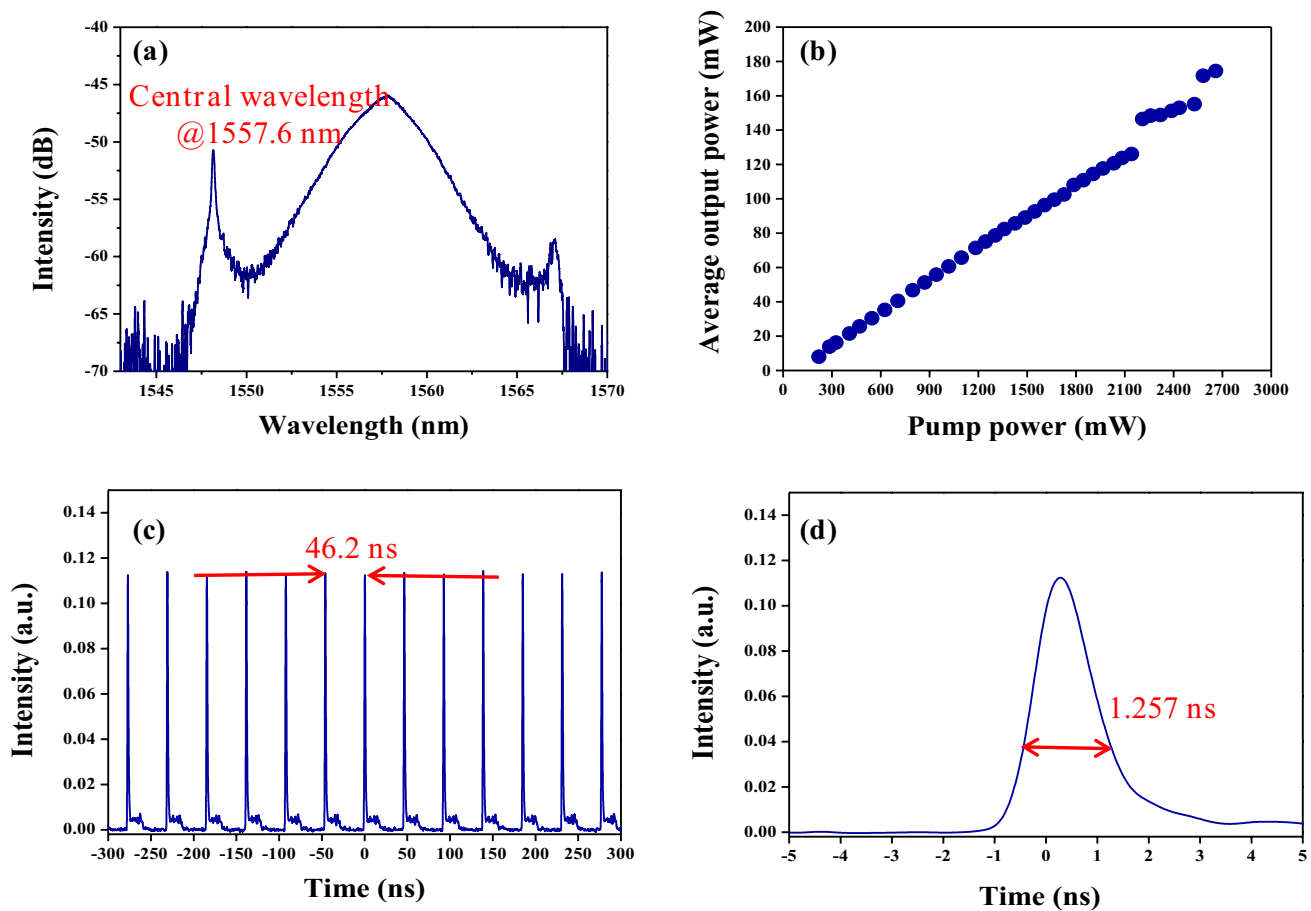 (a)
Central wavelength
@1557.6 nm
-40
-45
-50
-55
-60
-65
-70
Intensity (dB)
1545 1550 1555 1560 1565 1570
Wavelength (nm)
(b)
200
180
160
140
120
100
80
60
40
20
0
Average output power (mW)
0 300 600 900 1200 1500 1800 2100 2400 2700 3000
Pump power (mW)
(c)
46.2 ns
0.14
0.12
0.10
0.08
0.06
0.04
0.02
0.00
Intensity (a.u.)
-300 -250 -200 -150 -100 -50 0 50 100 150 200 250 300
Time (ns)
(d)
1.257 ns
0.14
0.12
0.10
0.08
0.06
0.04
0.02
0.00
Intensity (a.u.)
-5 -4 -3 -2 -1 0 1 2 3 4 5
Time (ns)